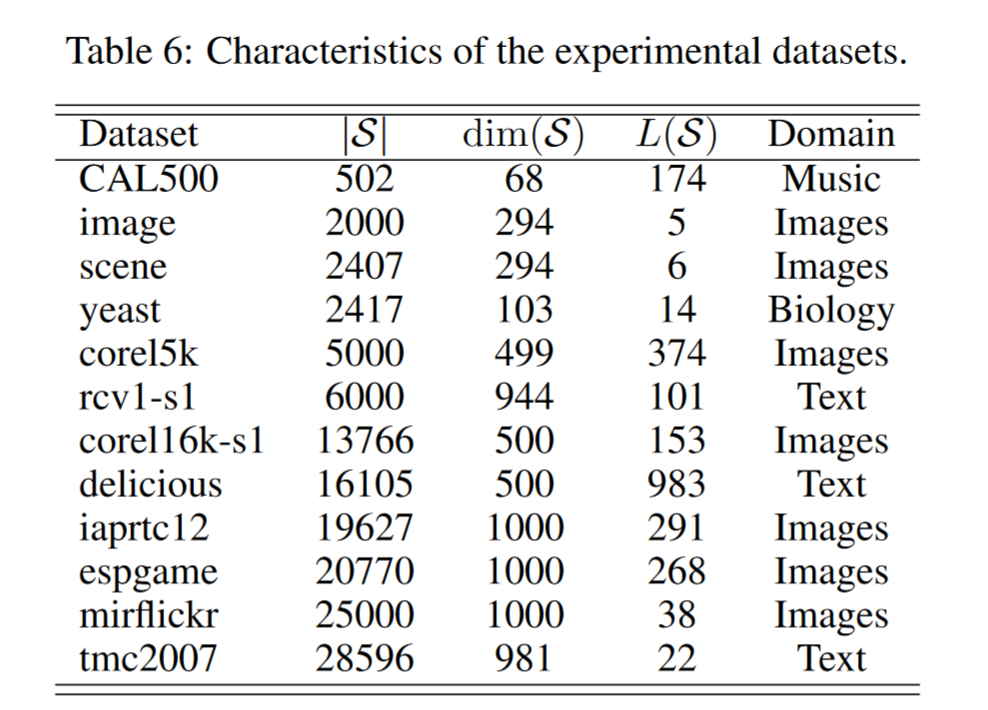 Table 6: Characteristics of the experimental datasets.
Dataset |𝒮| dim(𝒮) L(𝒮) Domain
CAL500 502 68 174 Music
image 2000 294 5 Images
scene 2407 294 6 Images
yeast 2417 103 14 Biology
corel5k 5000 499 374 Images
rcv1-s1 6000 944 101 Text
corel16k-s1 13766 500 153 Images
delicious 16105 500 983 Text
iaprtc12 19627 1000 291 Images
espgame 20770 1000 268 Images
mirflickr 25000 1000 38 Images
tmc2007 28596 981 22 Text